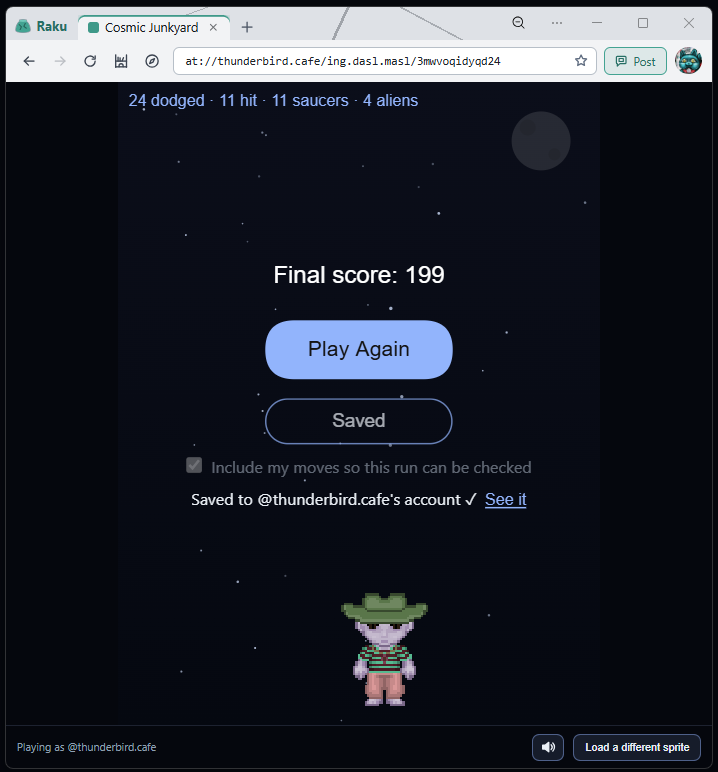 Raku
Cosmic Junkyard
at://thunderbird.cafe/ing.dasl.masl/3mwvoqidyqd24
Post
24 dodged · 11 hit · 11 saucers · 4 aliens
Final score: 199
Play Again
Saved
Include my moves so this run can be checked
Saved to @thunderbird.cafe's account ✓ See it
Playing as @thunderbird.cafe
Load a different sprite